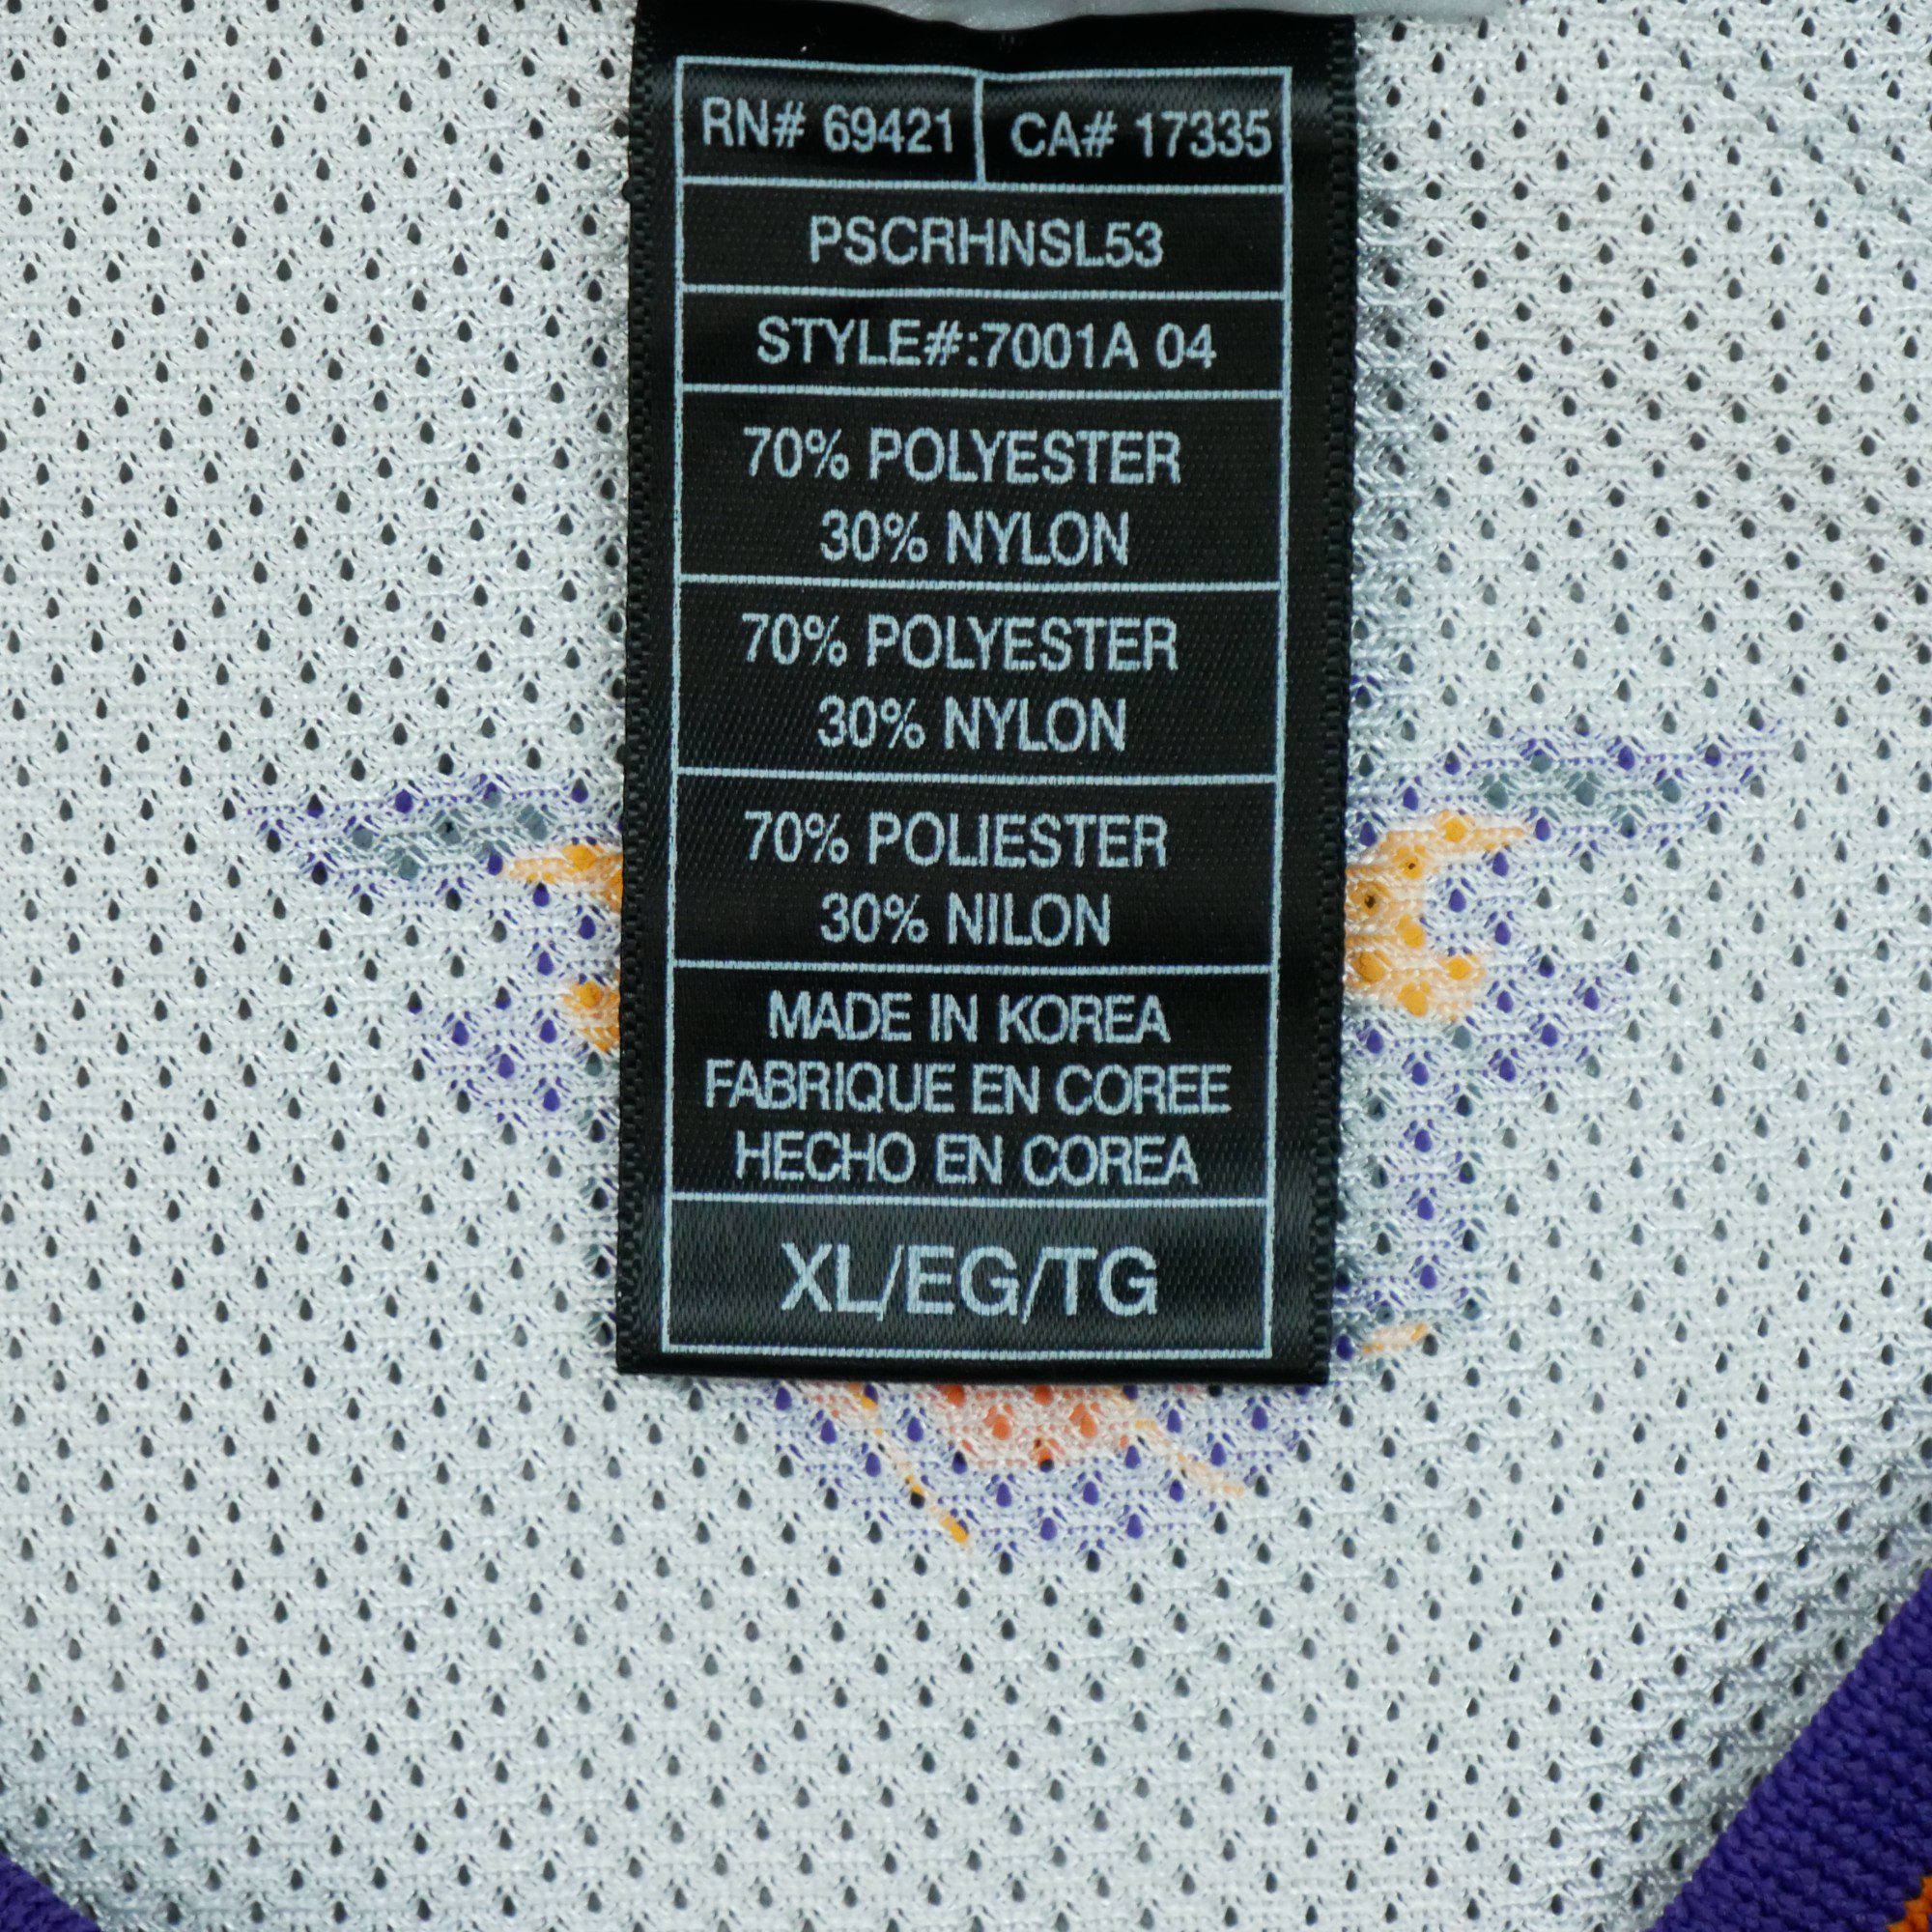 RN# 69421 CA# 17335
PSCRHNSL53
STYLE#:7001A 04
70% POLYESTER
30% NYLON
70% POLYESTER
30% NYLON
70% POLIESTER
30% NILON
MADE IN KOREA
FABRIQUE EN COREE
HECHO EN COREA
XL/EG/TG